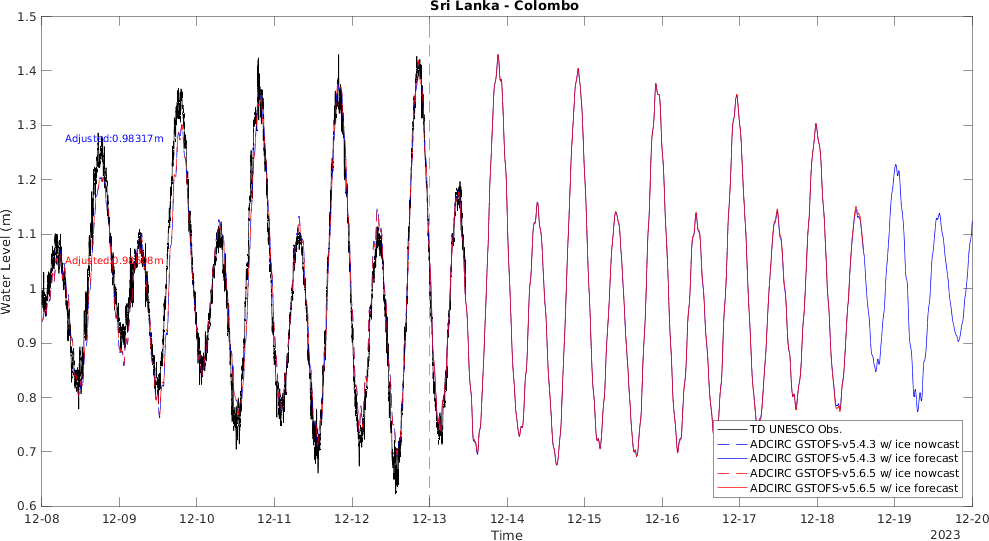 Sri Lanka - Colombo
Water Level (m)
1.5
1.4
1.3
1.2
1.1
1
0.9
0.8
0.7
0.6
Adjusted:0.98317m
12-08
12-09
12-10
12-11
12-12
12-13
12-14
12-15
12-16
12-17
12-18
12-19
12-20
Time
2023
TD UNESCO Obs.
ADCIRC GSTOFS-v5.4.3 w/ ice nowcast
ADCIRC GSTOFS-v5.4.3 w/ ice forecast
ADCIRC GSTOFS-v5.6.5 w/ ice nowcast
ADCIRC GSTOFS-v5.6.5 w/ ice forecast